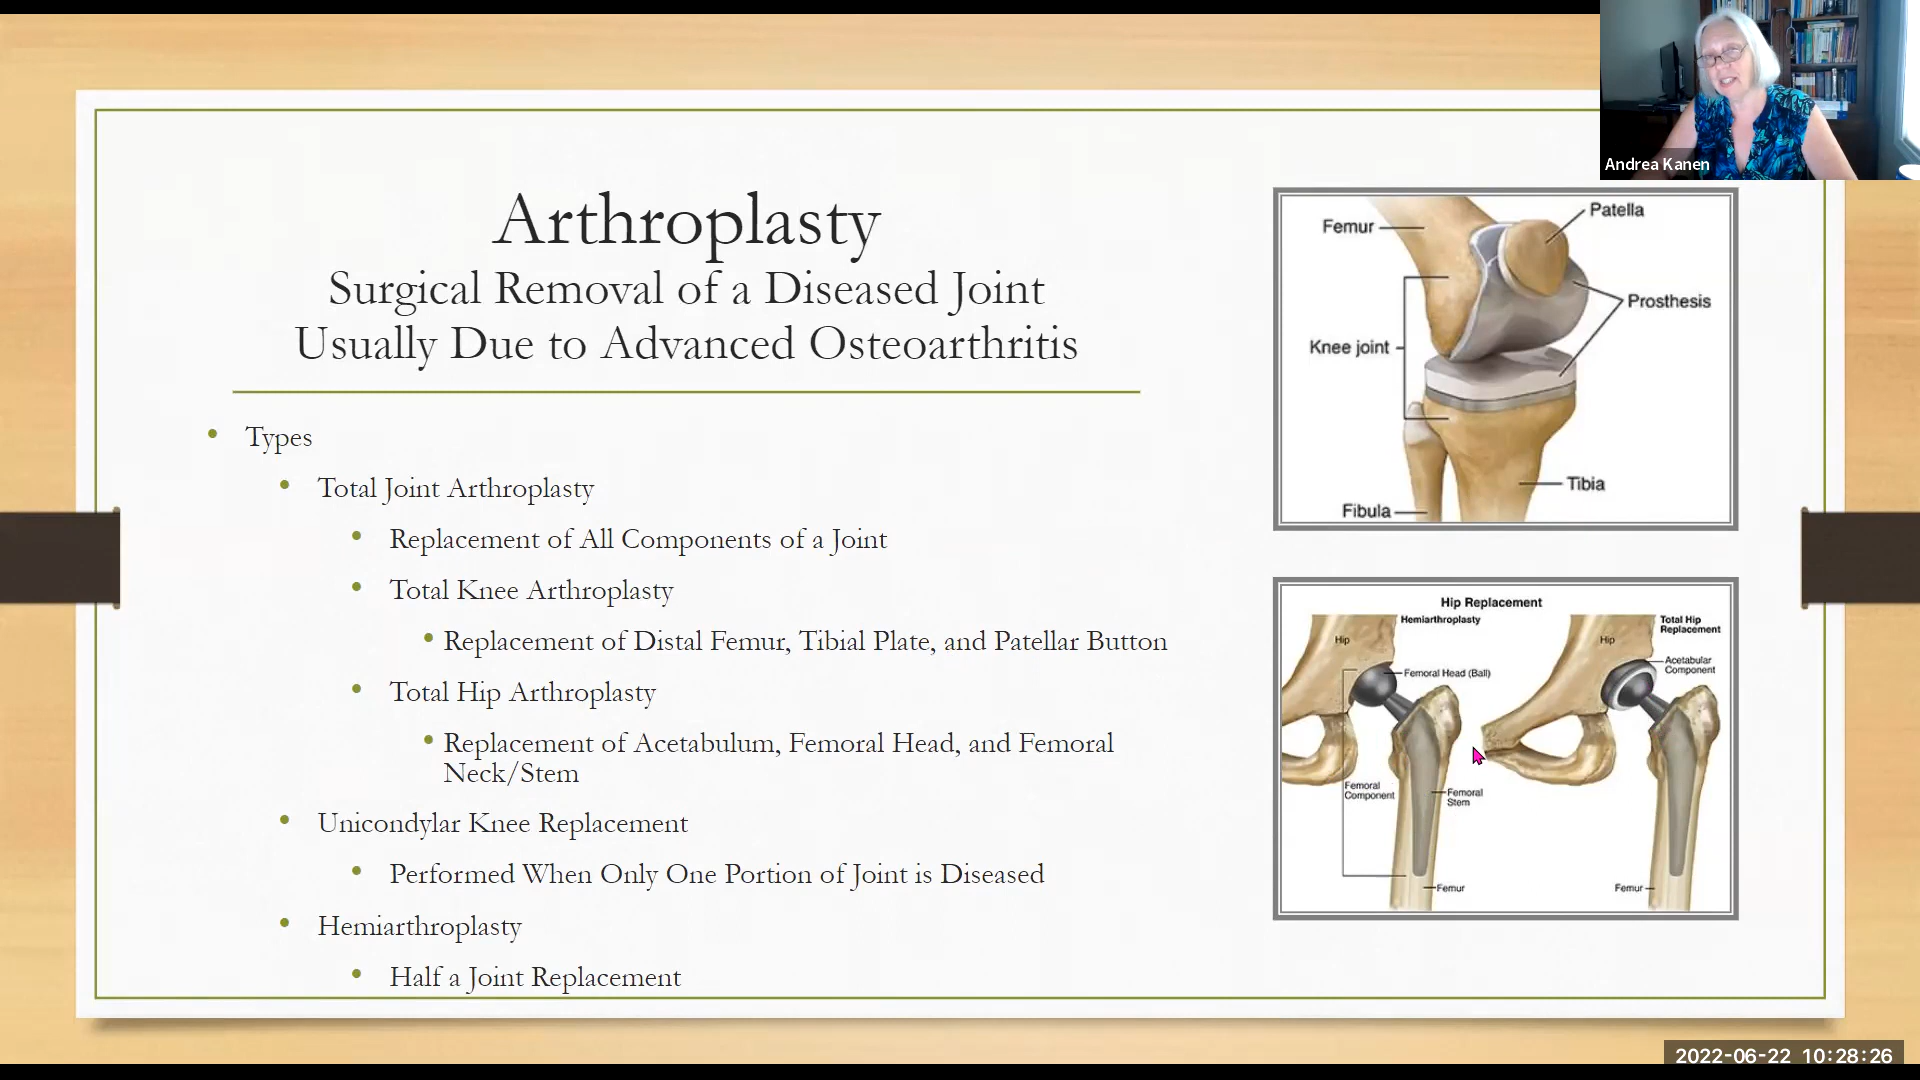 Andrea Kanen
Arthroplasty
Surgical Removal of a Diseased Joint
Usually Due to Advanced Osteoarthritis
• Types
• Total Joint Arthroplasty
• Replacement of All Components of a Joint
• Total Knee Arthroplasty
• Replacement of Distal Femur, Tibial Plate, and Patellar Button
• Total Hip Arthroplasty
• Replacement of Acetabulum, Femoral Head, and Femoral
Neck/Stem
• Unicondylar Knee Replacement
• Performed When Only One Portion of Joint is Diseased
• Hemiarthroplasty
• Half a Joint Replacement
Patella
Femur
Prosthesis
Knee joint
Tibia
Fibula
Hip Replacement
Hemiarthroplasty
Hip
Femoral Head (Ball)
Femoral
Component
Femoral
Stem
Femur
Total Hip
Replacement
Hip
Acetabular
Component
Femur
2022-06-22 10:28:26